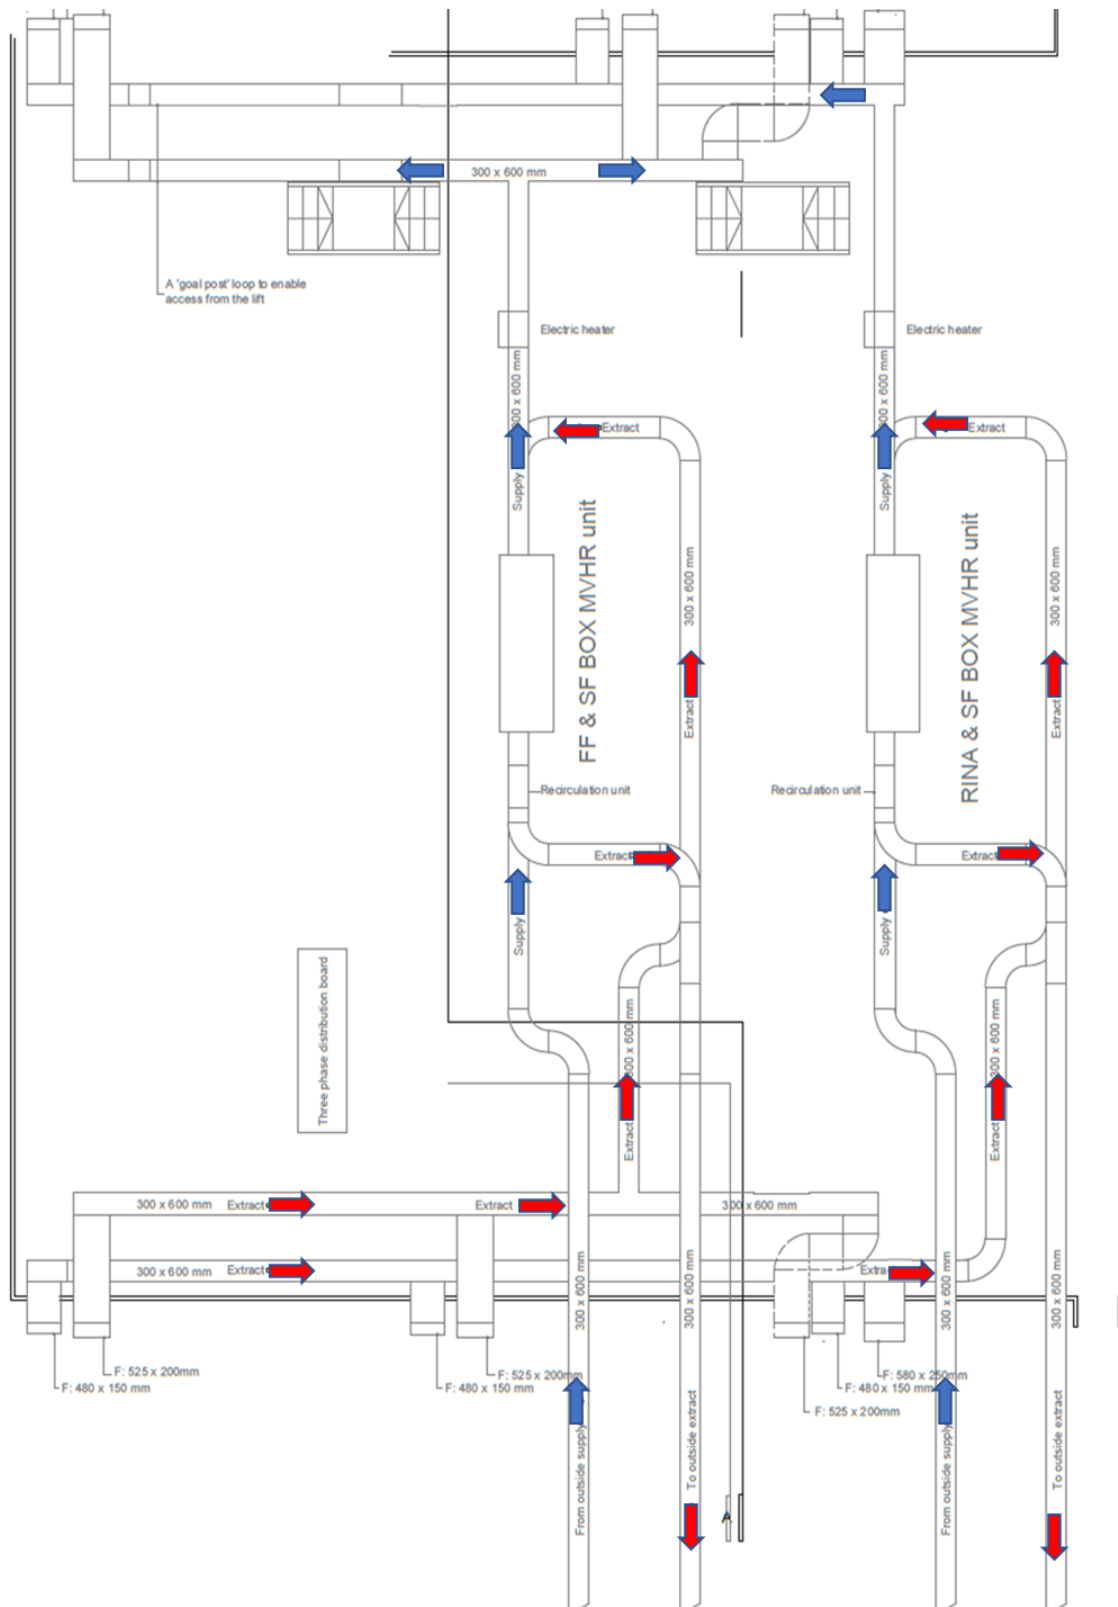 300 x 600 mm
A 'goal post' loop to enable
access from the lift
Electric heater
Electric heater
300 x 600 mm
300 x 600 mm
Extract
Extract
Supply
Supply
FF & SF BOX MVHR unit
RINA & SF BOX MVHR unit
300 x 600 mm
300 x 600 mm
Extract
Extract
Recirculation unit
Recirculation unit
Extract
Extract
Supply
Supply
Three phase distribution board
300 x 600 mm
300 x 600 mm
Extract
Extract
300 x 600 mm
Extract
Extract
300 x 600 mm
300 x 600 mm
Extract
Extra
300 x 600 mm
300 x 600 mm
300 x 600 mm
300 x 600 mm
F: 525 x 200mm
F: 480 x 150 mm
F: 525 x 200mm
F: 480 x 150 mm
F: 580 x 250mm
F: 480 x 150 mm
F: 525 x 200mm
From outside supply
To outside extract
From outside supply
To outside extract
A